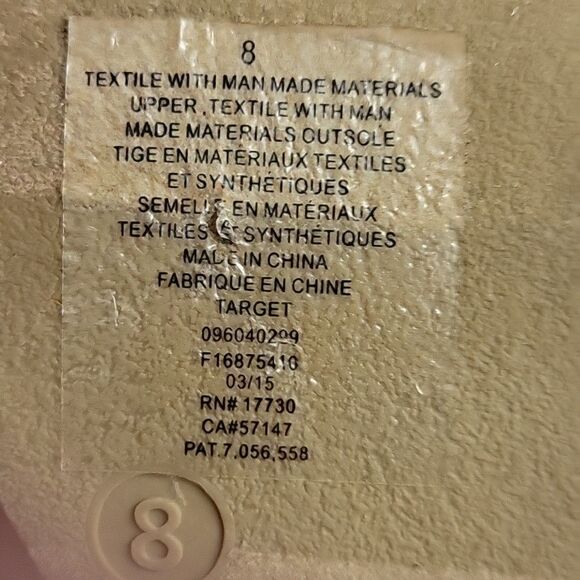 8
TEXTILE WITH MAN MADE MATERIALS
UPPER , TEXTILE WITH MAN
MADE MATERIALS OUTSOLE
TIGE EN MATÉRIAUX TEXTILES
ET SYNTHÉTIQUES
SEMELLE EN MATÉRIAUX
TEXTILES ET SYNTHÉTIQUES
MADE IN CHINA
FABRIQUE EN CHINE
TARGET
096040299
F16875410
03/15
RN# 17730
CA#57147
PAT.7,056,558
8